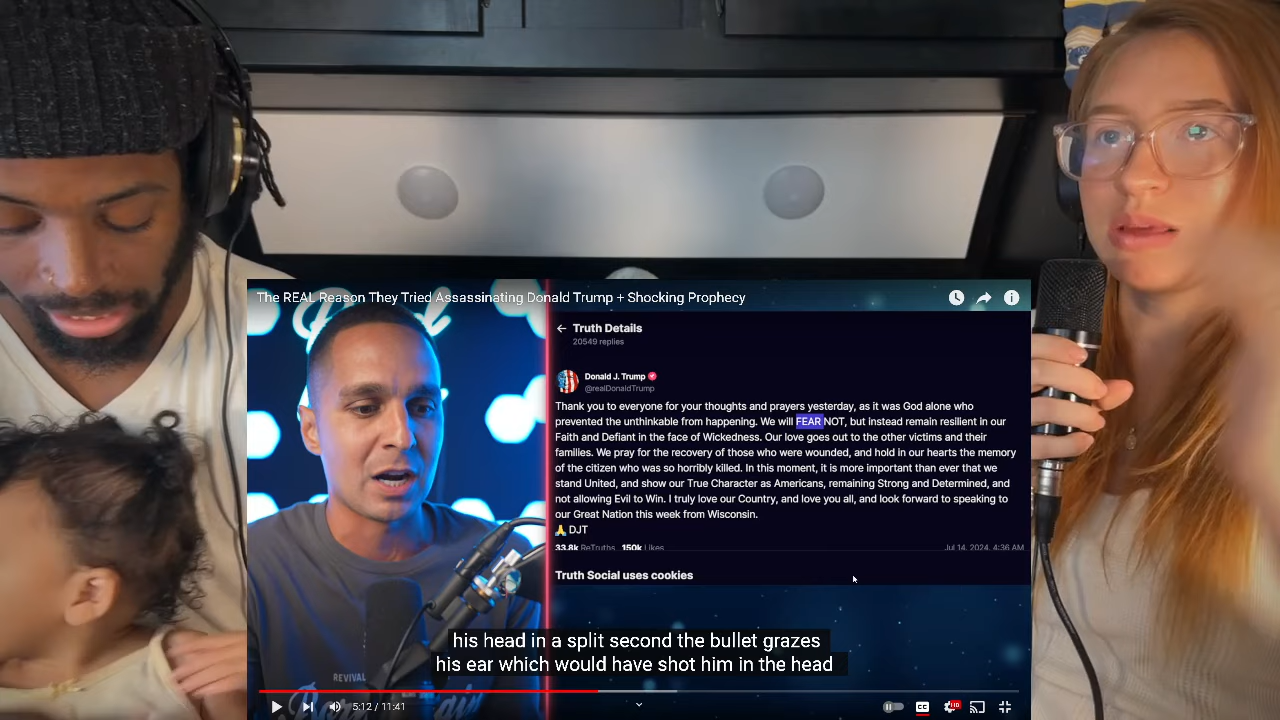 The REAL Reason They Tried Assassinating Donald Trump + Shocking Prophecy
Truth Details
20549 replies
Donald J. Trump
@realDonaldTrump
Thank you to everyone for your thoughts and prayers yesterday, as it was God alone who
prevented the unthinkable from happening. We will FEAR NOT, but instead remain resilient in our
Faith and Defiant in the face of Wickedness. Our love goes out to the other victims and their
families. We pray for the recovery of those who were wounded, and hold in our hearts the memory
of the citizen who was so horribly killed. In this moment, it is more important than ever that we
stand United, and show our True Character as Americans, remaining Strong and Determined, and
not allowing Evil to Win. I truly love our Country, and love you all, and look forward to speaking to
our Great Nation this week from Wisconsin.
🙏 DJT
33.8k ReTruths 150k Likes Jul 14, 2024, 4:36 AM
Truth Social uses cookies
his head in a split second the bullet grazes
his ear which would have shot him in the head
REVIVAL
5:12 / 11:41
CC
HD